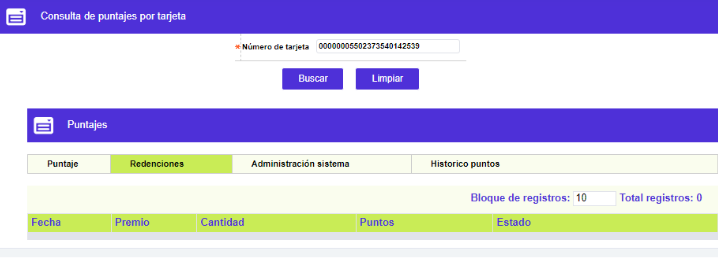 Consulta de puntajes por tarjeta
* Número de tarjeta 00000005502373540142539
Buscar Limpiar
Puntajes
Puntaje Redenciones Administración sistema Historico puntos
Bloque de registros: 10 Total registros: 0
Fecha Premio Cantidad Puntos Estado